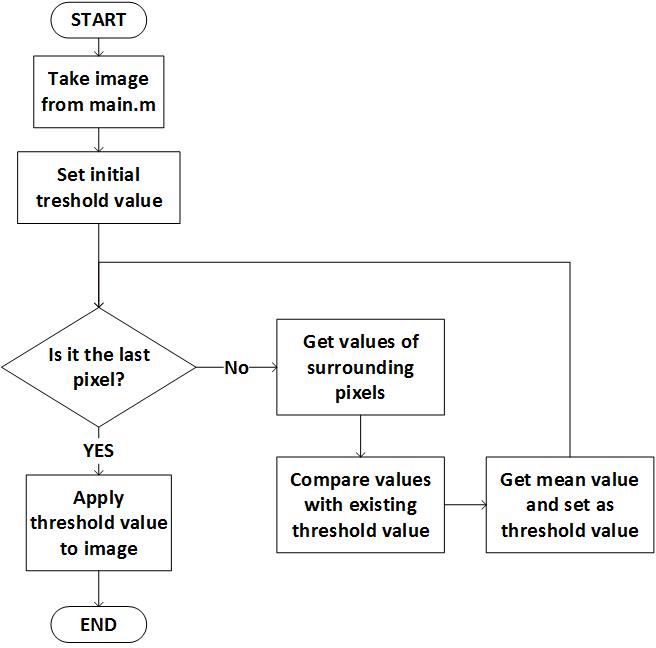 START
Take image
from main.m
Set initial
treshold value
Is it the last
pixel?
No
Get values of
surrounding
pixels
Compare values
with existing
threshold value
Get mean value
and set as
threshold value
YES
Apply
threshold value
to image
END